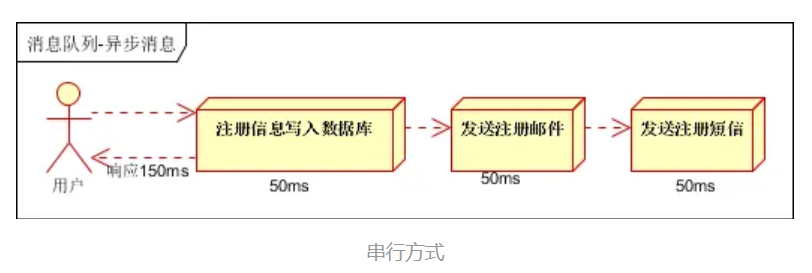 消息队列-异步消息
注册信息写入数据库
发送注册邮件
发送注册短信
用户
响应150ms
50ms
50ms
50ms
串行方式